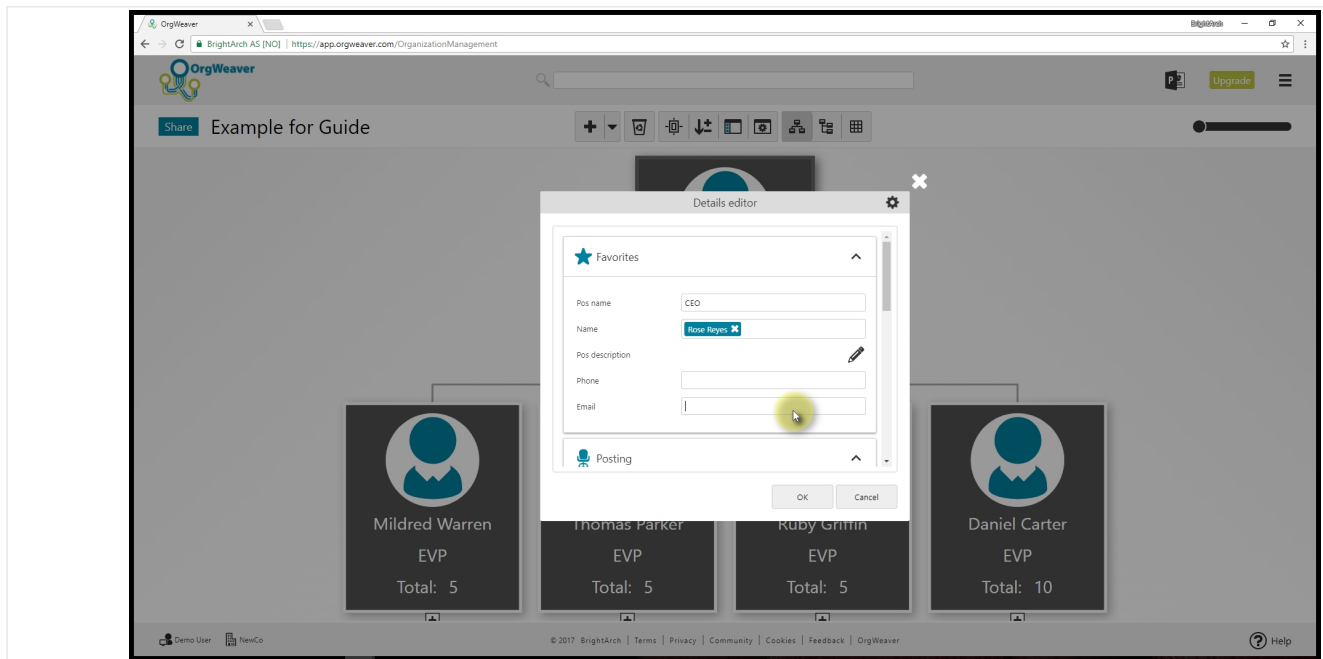 OrgWeaver
BrightArch
BrightArch AS [NO] | https://app.orgweaver.com/OrganizationManagement
OrgWeaver
Upgrade
Share Example for Guide
Details editor
Favorites
Pos name CEO
Name Rose Reyes
Pos description
Phone
Email
Posting
OK Cancel
Mildred Warren Thomas Parker Ruby Griffin Daniel Carter
EVP EVP EVP EVP
Total: 5 Total: 5 Total: 5 Total: 10
Demo User NewCo © 2017 BrightArch | Terms | Privacy | Community | Cookies | Feedback | OrgWeaver Help